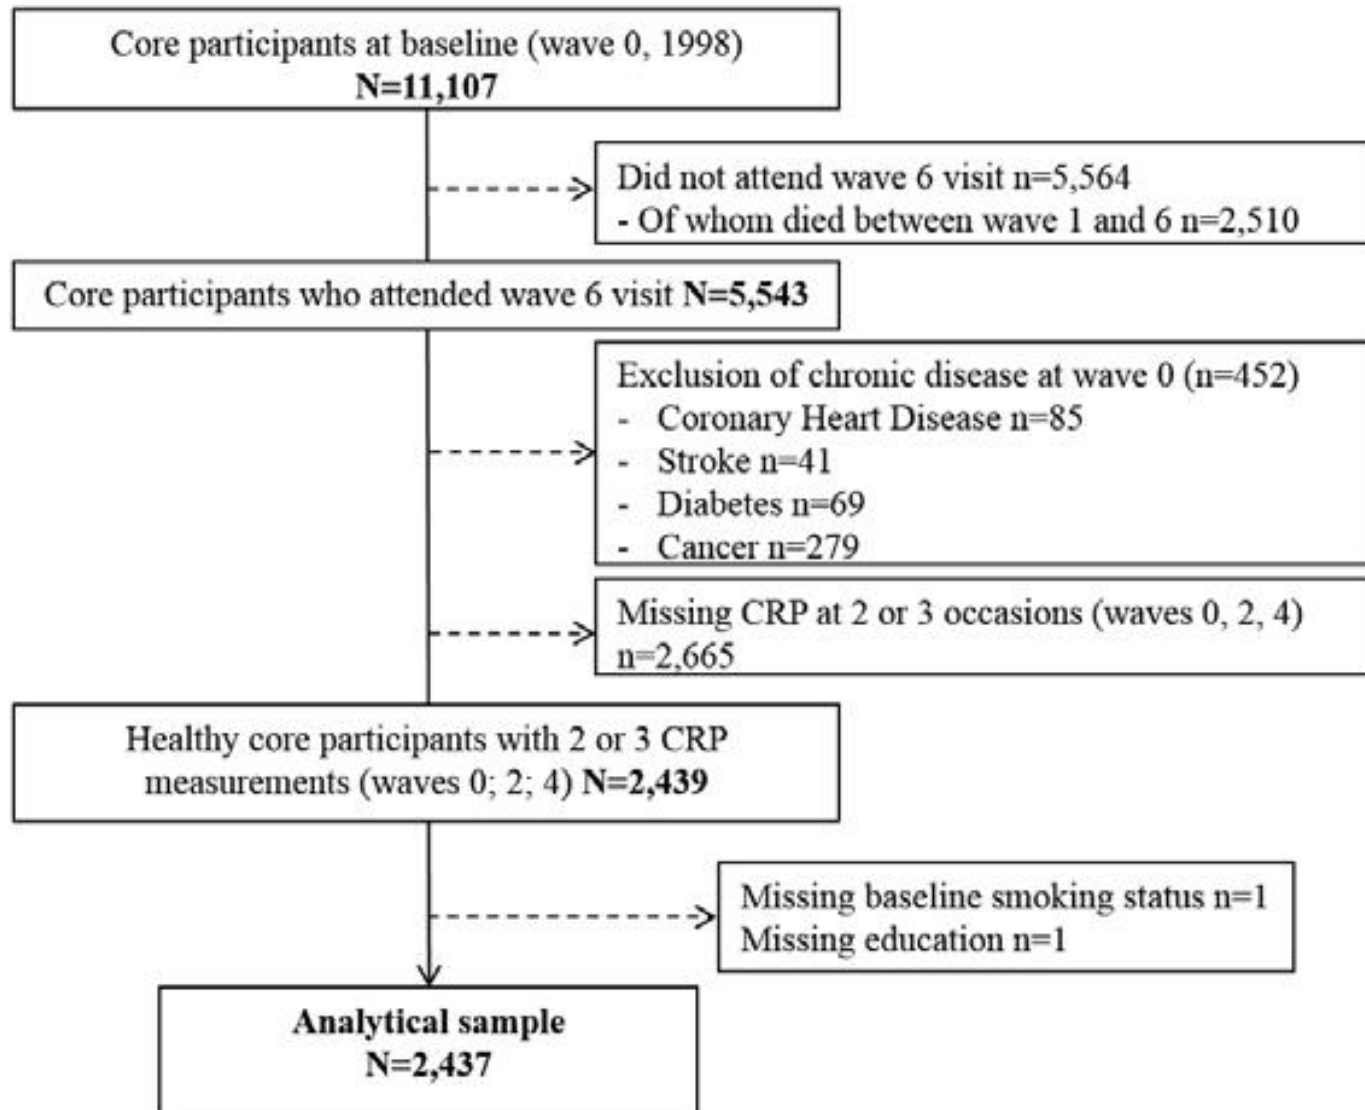 Core participants at baseline (wave 0, 1998)
N=11,107
Did not attend wave 6 visit n=5,564
- Of whom died between wave 1 and 6 n=2,510
Core participants who attended wave 6 visit N=5,543
Exclusion of chronic disease at wave 0 (n=452)
- Coronary Heart Disease n=85
- Stroke n=41
- Diabetes n=69
- Cancer n=279
Missing CRP at 2 or 3 occasions (waves 0, 2, 4)
n=2,665
Healthy core participants with 2 or 3 CRP
measurements (waves 0; 2; 4) N=2,439
Missing baseline smoking status n=1
Missing education n=1
Analytical sample
N=2,437